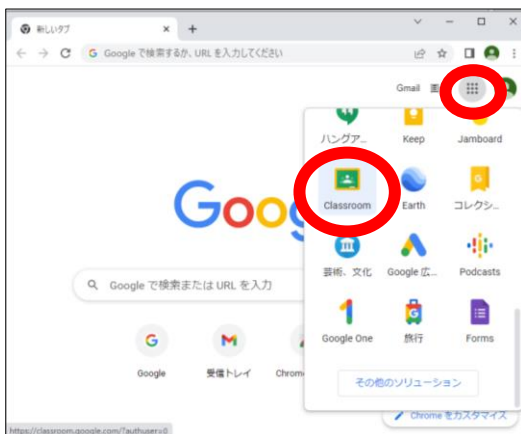 新しいタブ
Google で検索するか、URL を入力してください
Gmail
ハングア... Keep Jamboard
Classroom Earth コレクシ...
芸術、文化 Google 広... Podcasts
Google One 旅行 Forms
その他のソリューション
Goo
Google で検索または URL を入力
Google 受信トレイ Chrom
Chrome をカスタマイズ
https://classroom.google.com/?authuser=0